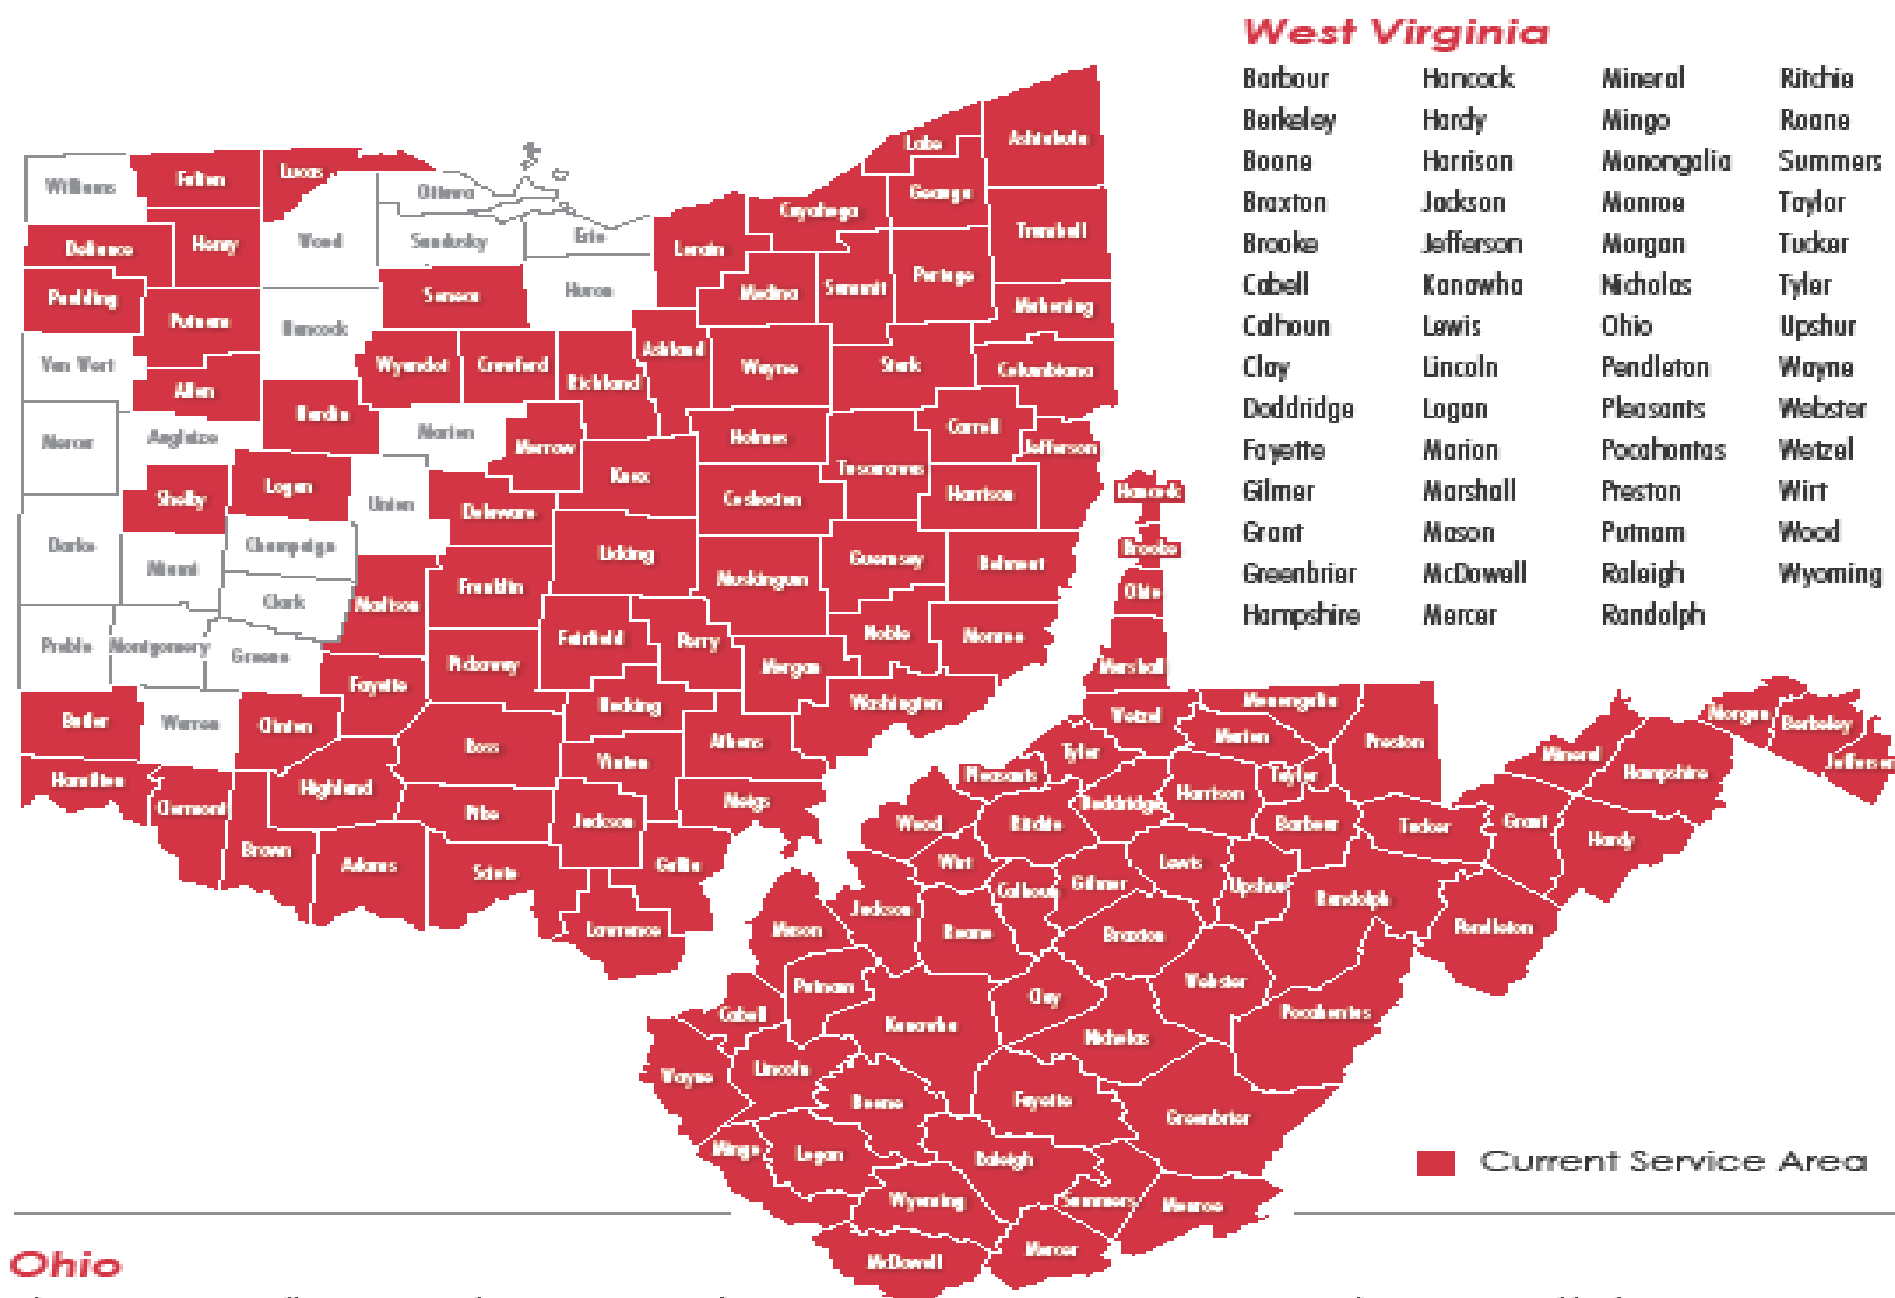 West Virginia
Barbour Hancock Mineral Ritchie
Berkeley Hardy Mingo Roane
Boone Harrison Monongalia Summers
Braxton Jackson Monroe Taylor
Brooke Jefferson Morgan Tucker
Cabell Kanawha Nicholas Tyler
Calhoun Lewis Ohio Upshur
Clay Lincoln Pendleton Wayne
Doddridge Logan Pleasants Webster
Fayette Marion Pocahontas Wetzel
Gilmer Marshall Preston Wirt
Grant Mason Putnam Wood
Greenbrier McDowell Raleigh Wyoming
Hampshire Mercer Randolph
Ashtabula
Lake
Geauga
Cuyahoga
Trumbull
Williams
Fulton
Lucas
Ottawa
Defiance
Henry
Wood
Sandusky
Erie
Lorain
Portage
Paulding
Putnam
Seneca
Huron
Medina
Summit
Mahoning
Hancock
Van Wert
Allen
Wyandot
Crawford
Richland
Ashland
Wayne
Stark
Columbiana
Hardin
Mercer
Auglaize
Marion
Morrow
Holmes
Carroll
Jefferson
Shelby
Logan
Union
Delaware
Knox
Coshocton
Tuscarawas
Harrison
Darke
Miami
Champaign
Clark
Madison
Franklin
Licking
Muskingum
Guernsey
Belmont
Preble
Montgomery
Greene
Fayette
Pickaway
Fairfield
Perry
Morgan
Noble
Monroe
Butler
Warren
Clinton
Ross
Hocking
Athens
Washington
Hamilton
Clermont
Highland
Pike
Vinton
Jackson
Meigs
Brown
Adams
Scioto
Gallia
Lawrence
Hancock
Brooke
Ohio
Marshall
Wetzel
Monongalia
Marion
Preston
Tyler
Pleasants
Doddridge
Harrison
Taylor
Mineral
Hampshire
Morgan
Berkeley
Jefferson
Wood
Ritchie
Barbour
Tucker
Grant
Hardy
Wirt
Calhoun
Gilmer
Lewis
Upshur
Randolph
Pendleton
Mason
Jackson
Roane
Braxton
Webster
Pocahontas
Putnam
Cabell
Kanawha
Clay
Nicholas
Wayne
Lincoln
Boone
Fayette
Greenbrier
Mingo
Logan
Raleigh
Wyoming
Summers
Monroe
McDowell
Mercer
Current Service Area
Ohio